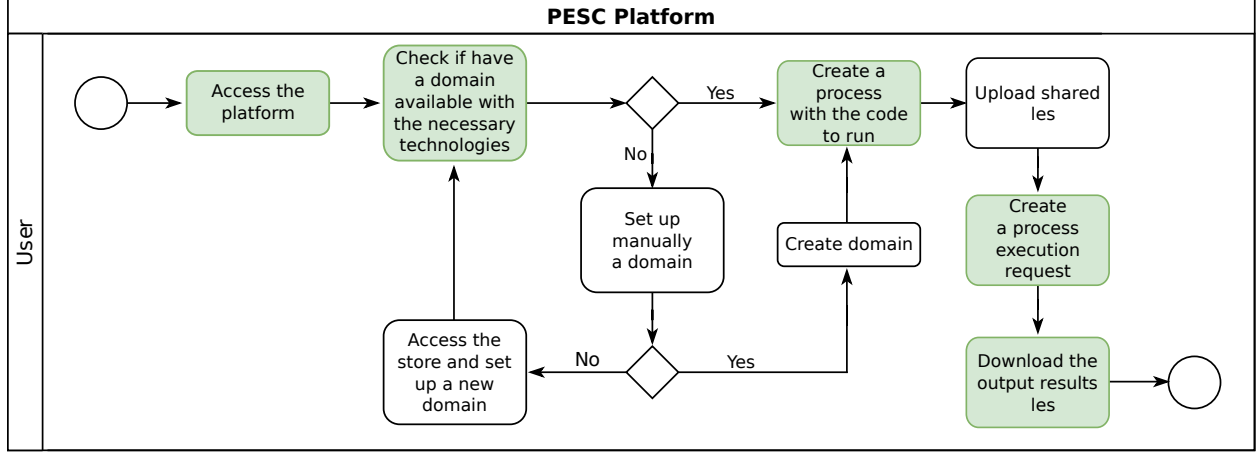 PESC Platform
User
Access the
platform
Check if have
a domain
available with
the necessary
technologies
Yes
No
Set up
manually
a domain
No
Yes
Access the
store and set
up a new
domain
Create domain
Create a
process
with the code
to run
Upload shared
les
Create
a process
execution
request
Download the
output results
les